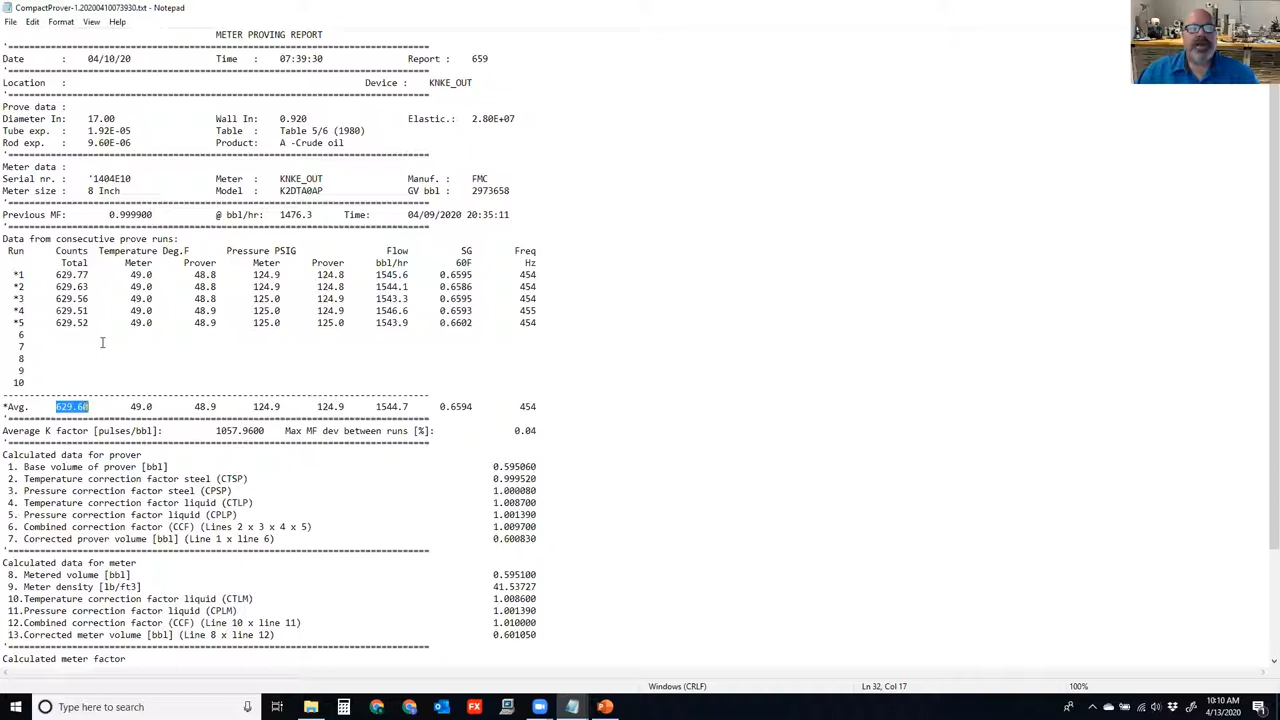 CompactProver-1.20200410073930.txt - Notepad
File Edit Format View Help
METER PROVING REPORT
'=================================================================================
Date : 04/10/20 Time : 07:39:30 Report : 659
'=================================================================================
Location : Device : KNKE_OUT
'=================================================================================
Prove data :
Diameter In: 17.00 Wall In: 0.920 Elastic.: 2.80E+07
Tube exp. : 1.92E-05 Table : Table 5/6 (1980)
Rod exp. : 9.60E-06 Product: A -Crude oil
'=================================================================================
Meter data :
Serial nr. : '1404E10 Meter : KNKE_OUT Manuf. : FMC
Meter size : 8 Inch Model : K2DTA0AP GV bbl : 2973658
'=================================================================================
Previous MF: 0.999900 @ bbl/hr: 1476.3 Time: 04/09/2020 20:35:11
'=================================================================================
Data from consecutive prove runs:
Run Counts Temperature Deg.F Pressure PSIG Flow SG Freq
Total Meter Prover Meter Prover bbl/hr 60F Hz
*1 629.77 49.0 48.8 124.9 124.8 1545.6 0.6595 454
*2 629.63 49.0 48.8 124.9 124.9 1544.1 0.6586 454
*3 629.56 49.0 48.8 125.0 124.9 1543.3 0.6595 454
*4 629.51 49.0 48.9 125.0 124.9 1546.6 0.6593 455
*5 629.52 49.0 48.9 125.0 125.0 1543.9 0.6602 454
6
7
8
9
10
---------------------------------------------------------------------------------
*Avg. 629.60 49.0 48.9 124.9 124.9 1544.7 0.6594 454
'=================================================================================
Average K factor [pulses/bbl]: 1057.9600 Max MF dev between runs [%]: 0.04
'=================================================================================
Calculated data for prover
1. Base volume of prover [bbl] 0.595060
2. Temperature correction factor steel (CTSP) 0.999520
3. Pressure correction factor steel (CPSP) 1.000080
4. Temperature correction factor liquid (CTLP) 1.008700
5. Pressure correction factor liquid (CPLP) 1.001390
6. Combined correction factor (CCF) (Lines 2 x 3 x 4 x 5) 1.009700
7. Corrected prover volume [bbl] (Line 1 x line 6) 0.600830
'=================================================================================
Calculated data for meter
8. Metered volume [bbl] 0.595100
9. Meter density [lb/ft3] 41.53727
10.Temperature correction factor liquid (CTLM) 1.008600
11.Pressure correction factor liquid (CPLM) 1.001390
12.Combined correction factor (CCF) (Line 10 x line 11) 1.010000
13.Corrected meter volume [bbl] (Line 8 x line 12) 0.601050
'=================================================================================
Calculated meter factor
Windows (CRLF) Ln 32, Col 17 100%
Type here to search
FX
10:10 AM
4/13/2020